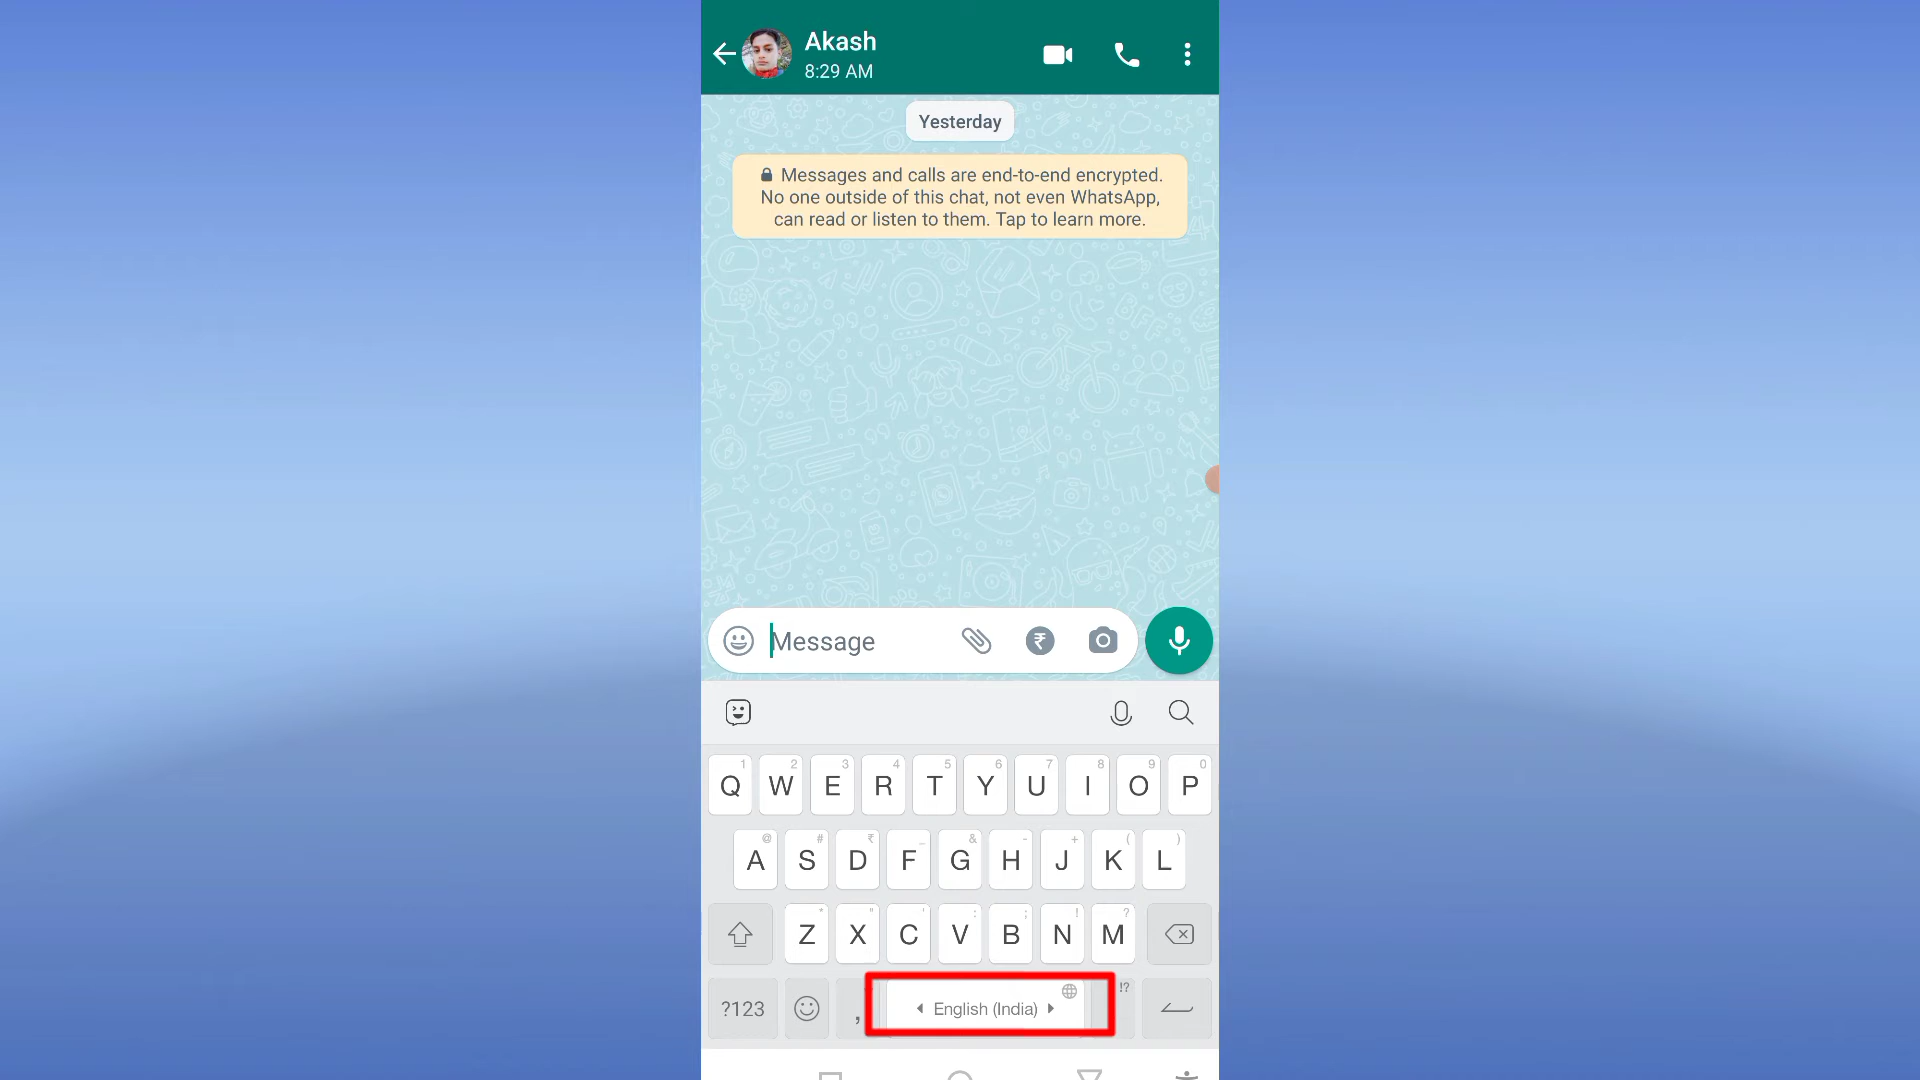 Akash
8:29 AM
Yesterday
Messages and calls are end-to-end encrypted.
No one outside of this chat, not even WhatsApp,
can read or listen to them. Tap to learn more.
Message
1 2 3 4 5 6 7 8 9 0
Q W E R T Y U I O P
@ # ₹ _ & - + ( )
A S D F G H J K L
* " ' : ; ! ?
Z X C V B N M
?123 , English (India) !?